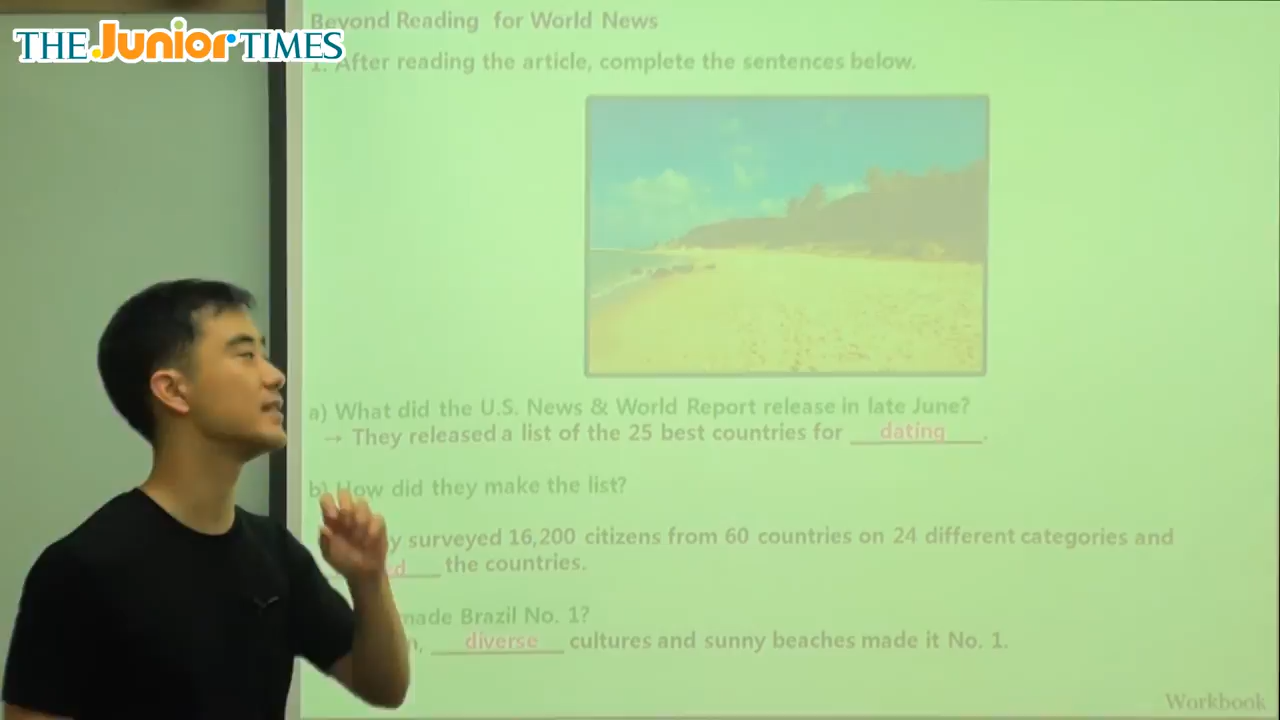 THE Junior TIMES
Beyond Reading for World News
1. After reading the article, complete the sentences below.
a) What did the U.S. News & World Report release in late June?
→ They released a list of the 25 best countries for dating.
b) How did they make the list?
surveyed 16,200 citizens from 60 countries on 24 different categories and
the countries.
made Brazil No. 1?
diverse cultures and sunny beaches made it No. 1.
Workbook